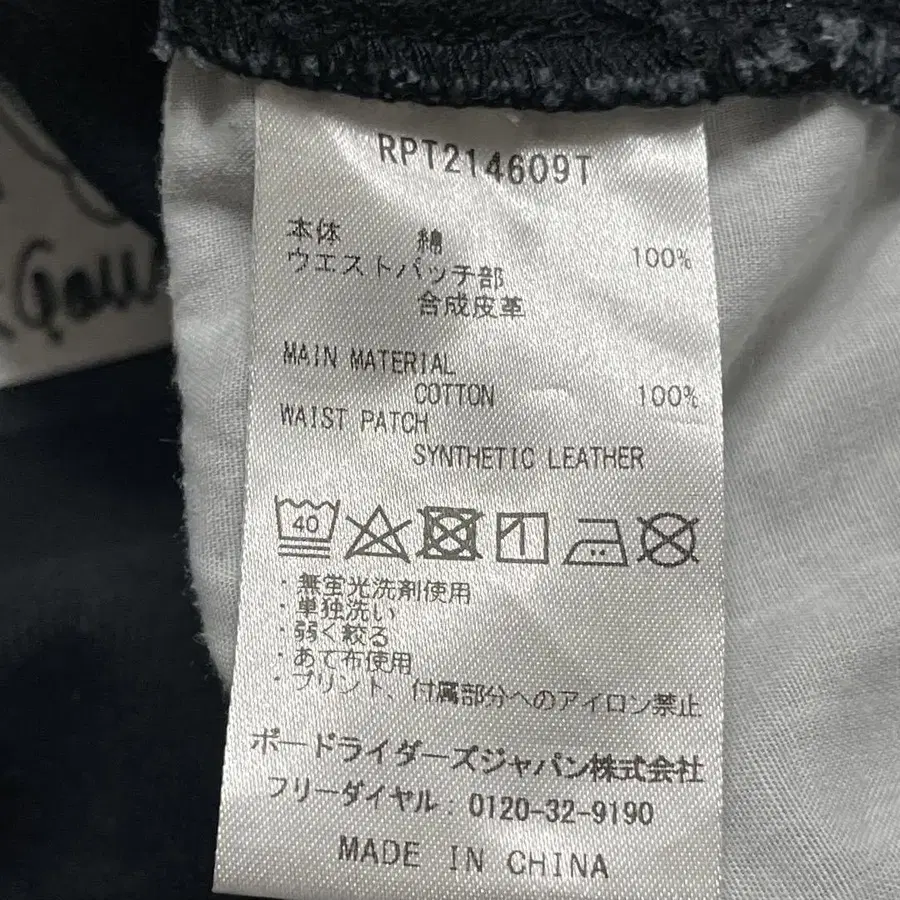 RPT214609T
本体 綿 100%
ウエストパッチ部
合成皮革
MAIN MATERIAL
COTTON 100%
WAIST PATCH
SYNTHETIC LEATHER
40
・無蛍光洗剤使用
・単独洗い
・弱く絞る
・あて布使用
・プリント、付属部分へのアイロン禁止
ボードライダーズジャパン株式会社
フリーダイヤル: 0120-32-9190
MADE IN CHINA